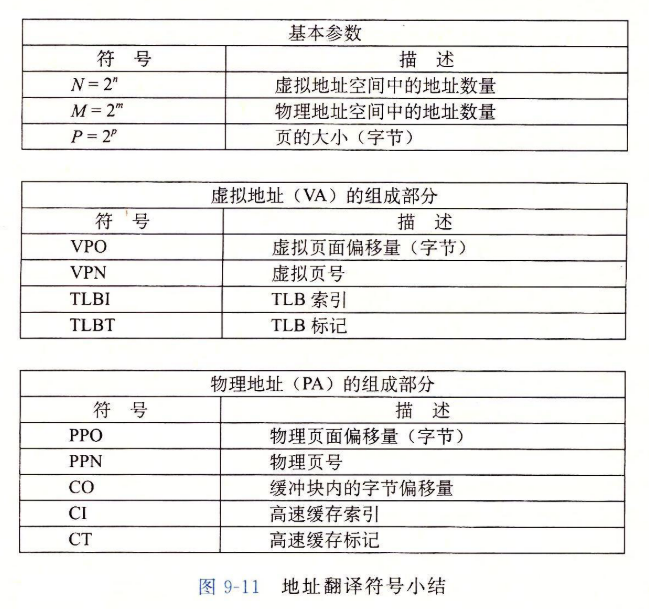 基本参数
符 号 描 述
N = 2ⁿ 虚拟地址空间中的地址数量
M = 2ᵐ 物理地址空间中的地址数量
P = 2ᵖ 页的大小（字节）
虚拟地址（VA）的组成部分
符 号 描 述
VPO 虚拟页面偏移量（字节）
VPN 虚拟页号
TLBI TLB 索引
TLBT TLB 标记
物理地址（PA）的组成部分
符 号 描 述
PPO 物理页面偏移量（字节）
PPN 物理页号
CO 缓冲块内的字节偏移量
CI 高速缓存索引
CT 高速缓存标记
图 9-11 地址翻译符号小结